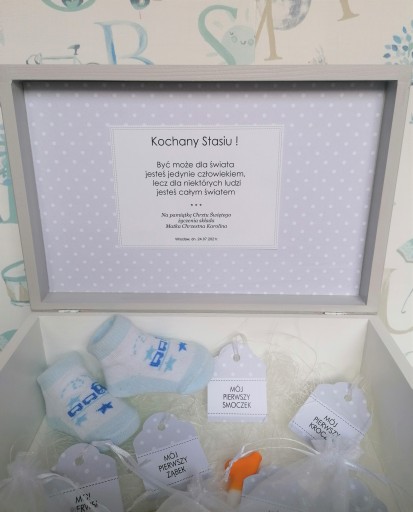 Kochany Stasiu !
Być może dla świata
jesteś jedynie człowiekiem,
lecz dla niektórych ludzi
jesteś całym światem
***
Na pamiątkę Chrztu Świętego
życzenia składa
Matka Chrzestna Karolina
MÓJ
PIERWSZY
SMOCZEK
MÓJ
PIERWSZY
MÓJ
PIERWSZY
ZĄBEK
MÓJ